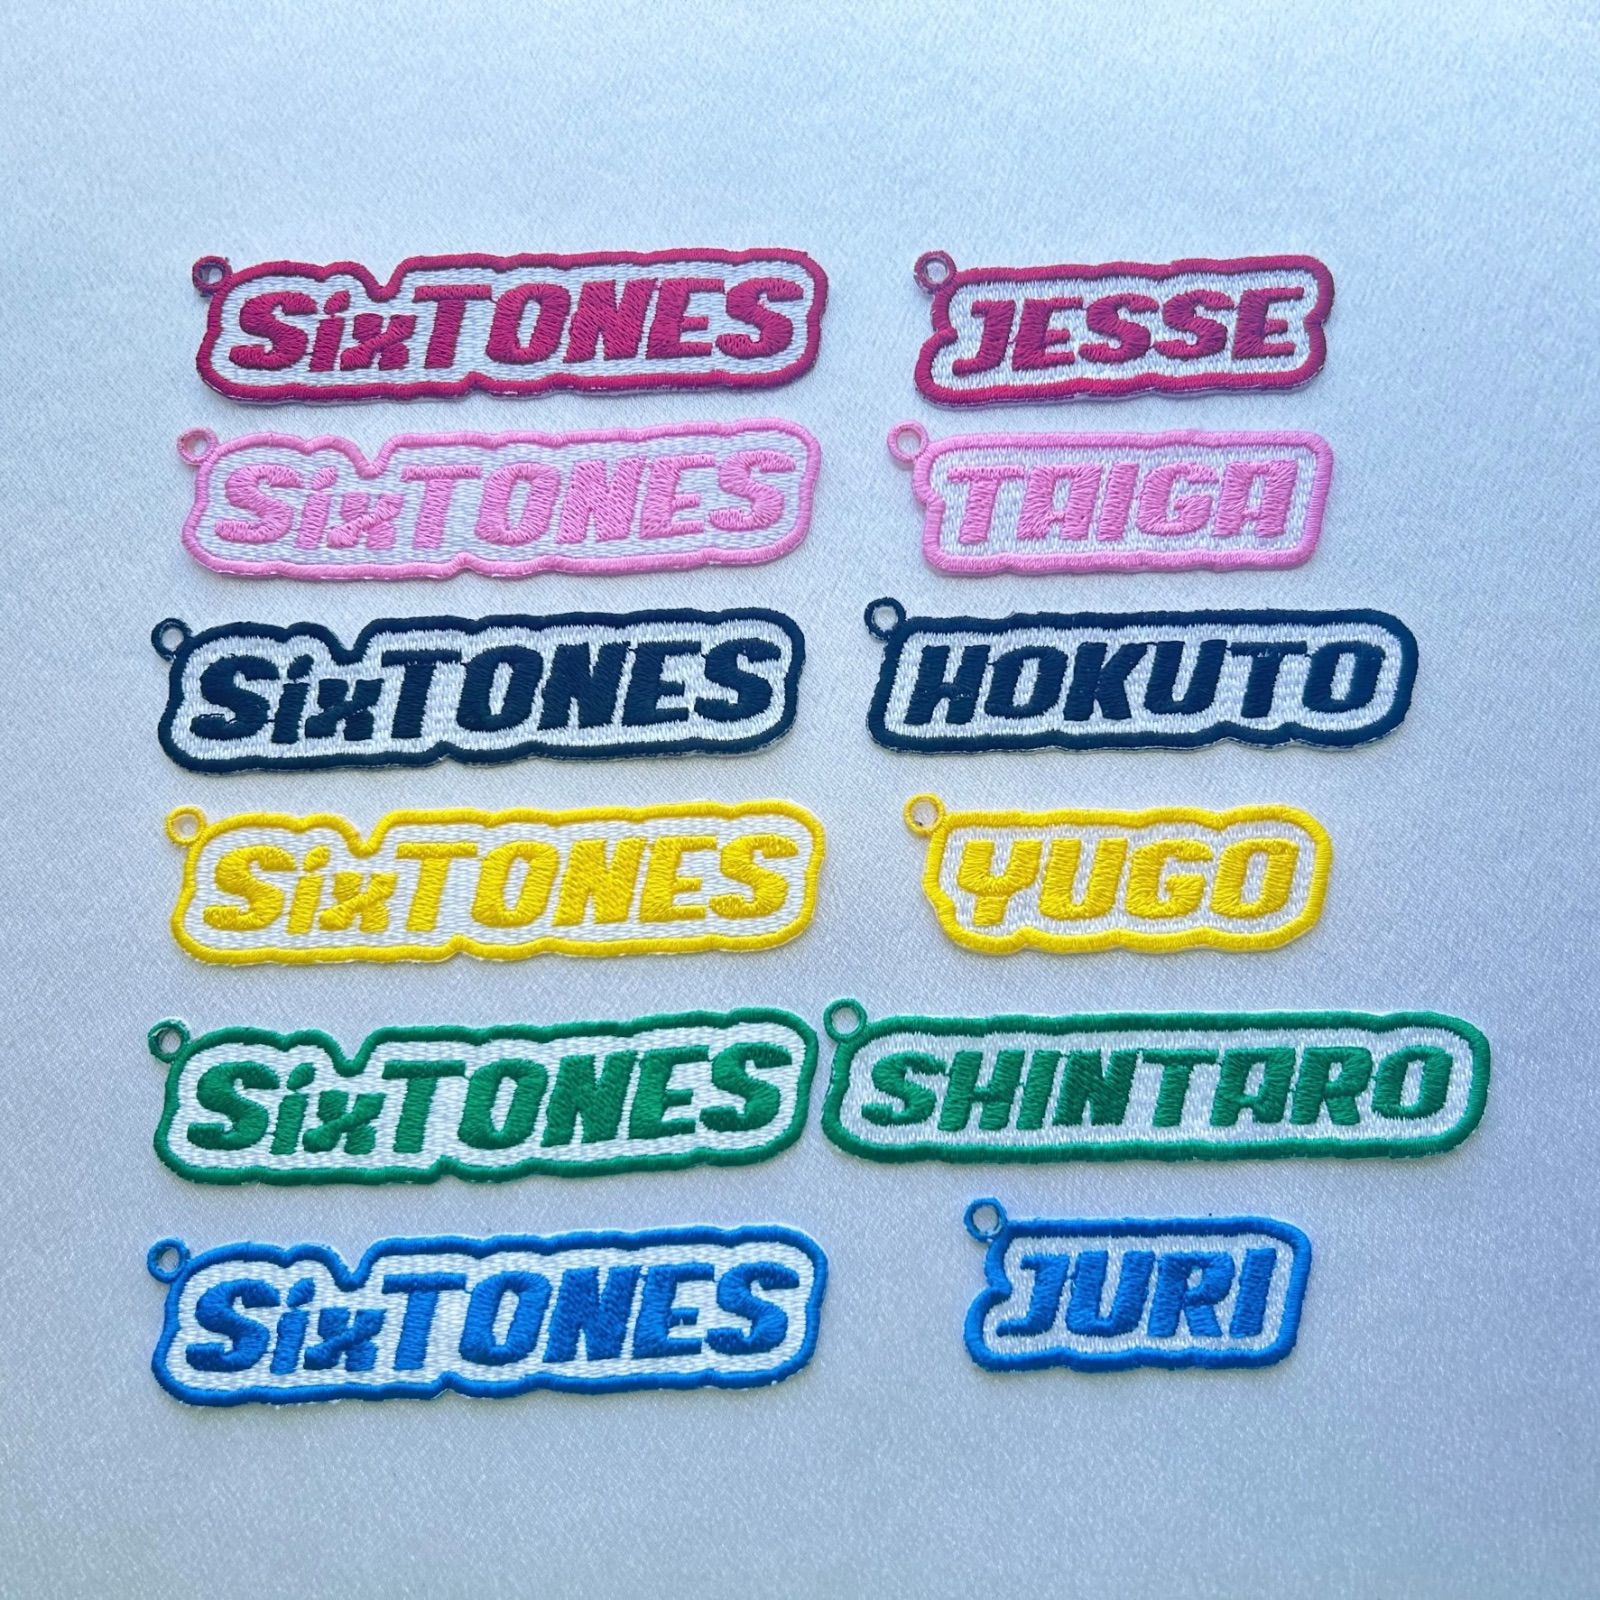 SixTONES JESSE
SixTONES TAIGA
SixTONES HOKUTO
SixTONES YUGO
SixTONES SHINTARO
SixTONES JURI